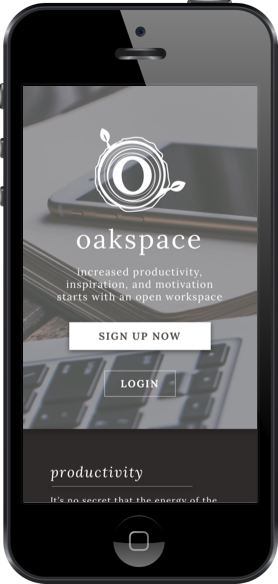 O
oakspace
increased productivity,
inspiration, and motivation
starts with an open workspace
SIGN UP NOW
LOGIN
productivity
It's no secret that the energy of the